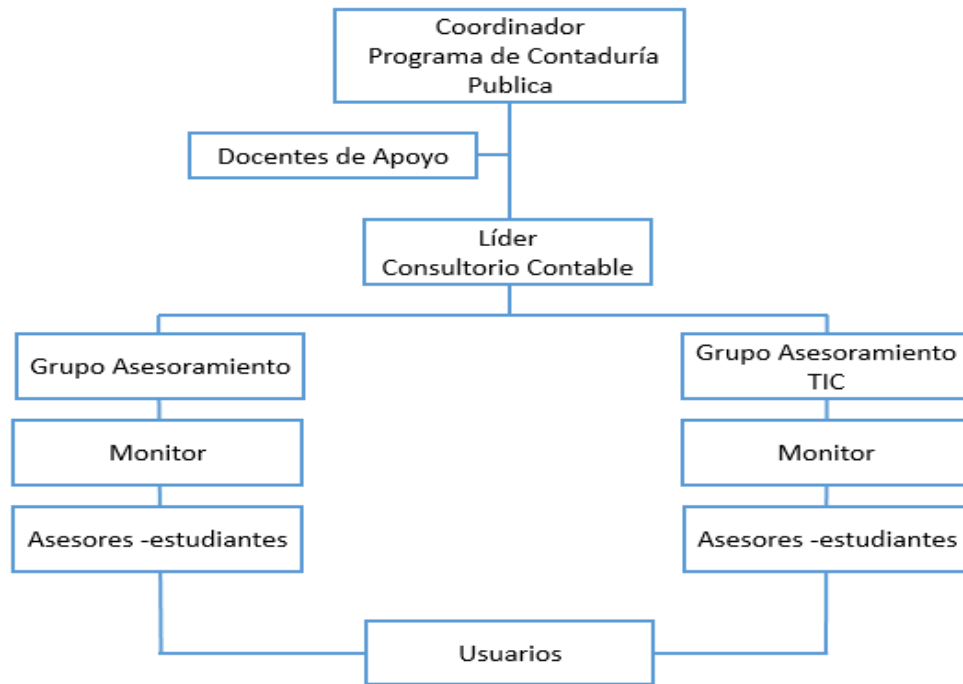 Coordinador
Programa de Contaduría
Publica
Docentes de Apoyo
Líder
Consultorio Contable
Grupo Asesoramiento
Monitor
Asesores -estudiantes
Grupo Asesoramiento
TIC
Monitor
Asesores -estudiantes
Usuarios